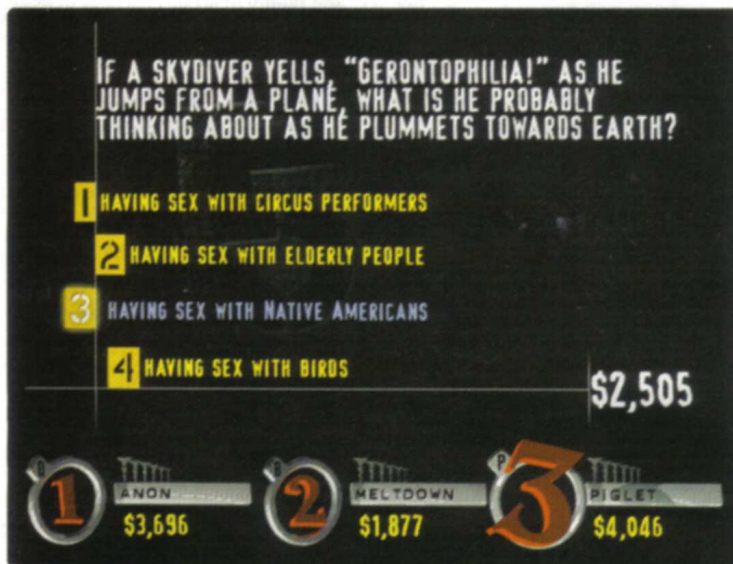 IF A SKYDIVER YELLS, "GERONTOPHILIA!" AS HE
JUMPS FROM A PLANE, WHAT IS HE PROBABLY
THINKING ABOUT AS HE PLUMMETS TOWARDS EARTH?
1 HAVING SEX WITH CIRCUS PERFORMERS
2 HAVING SEX WITH ELDERLY PEOPLE
3 HAVING SEX WITH NATIVE AMERICANS
4 HAVING SEX WITH BIRDS
$2,505
B 1 ANON $3,696
B 2 MELTDOWN $1,877
P 3 PIGLET $4,046